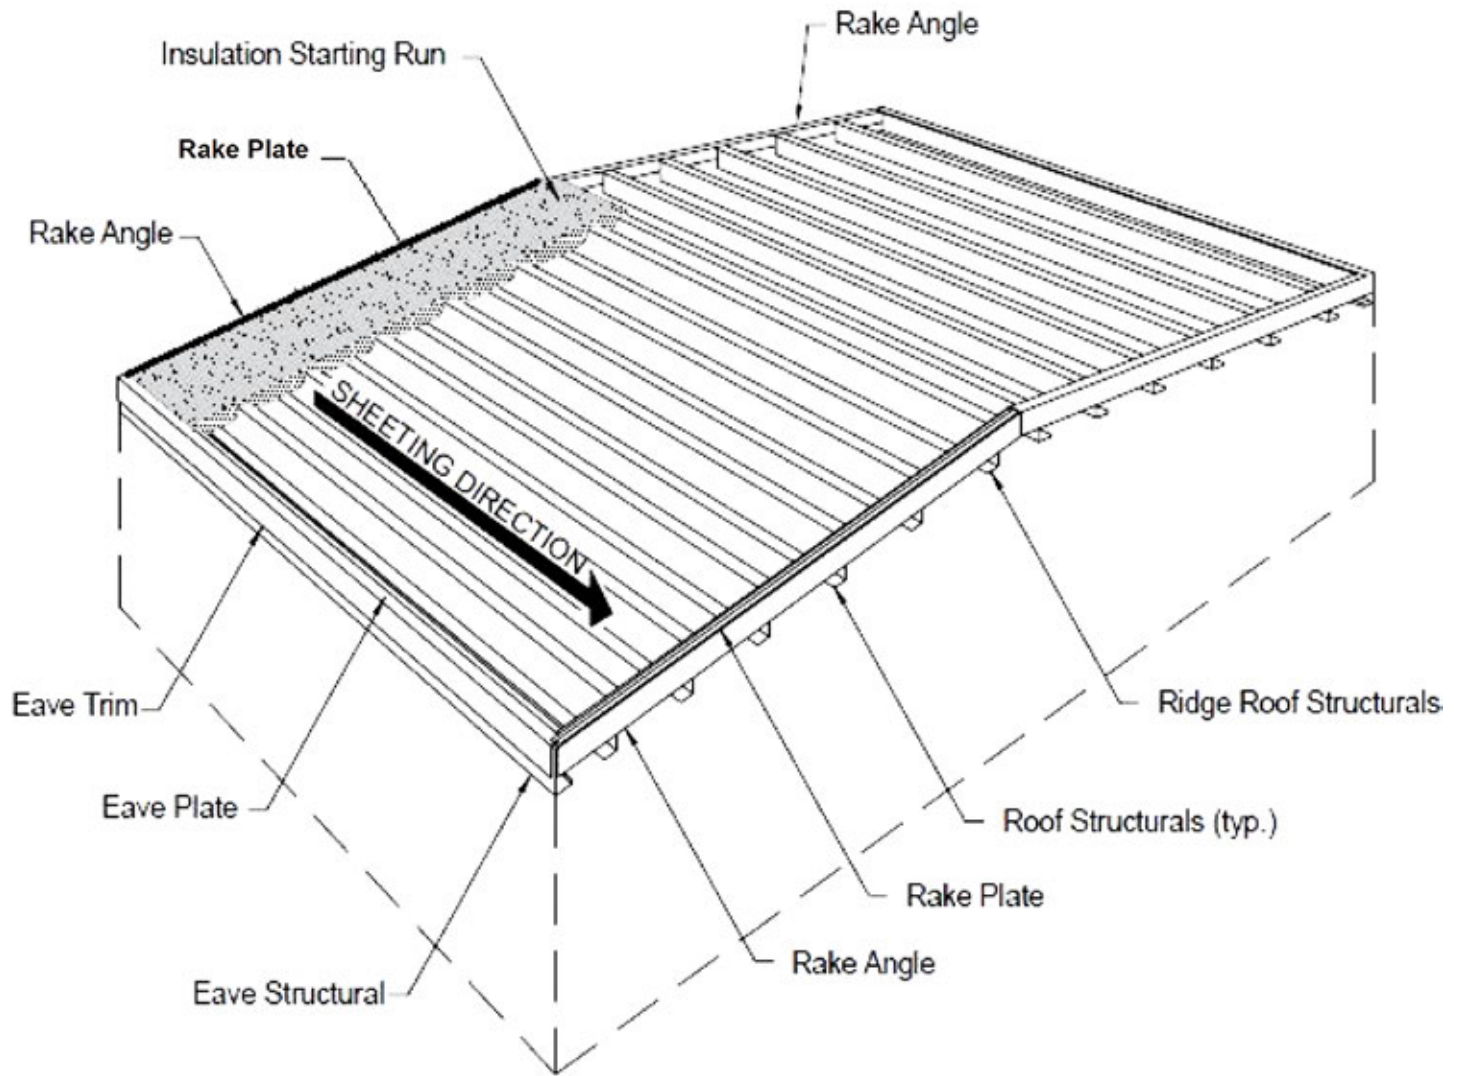 Rake Angle
Insulation Starting Run
Rake Plate
Rake Angle
SHEETING DIRECTION
Eave Trim
Ridge Roof Structurals
Eave Plate
Roof Structurals (typ.)
Rake Plate
Rake Angle
Eave Structural